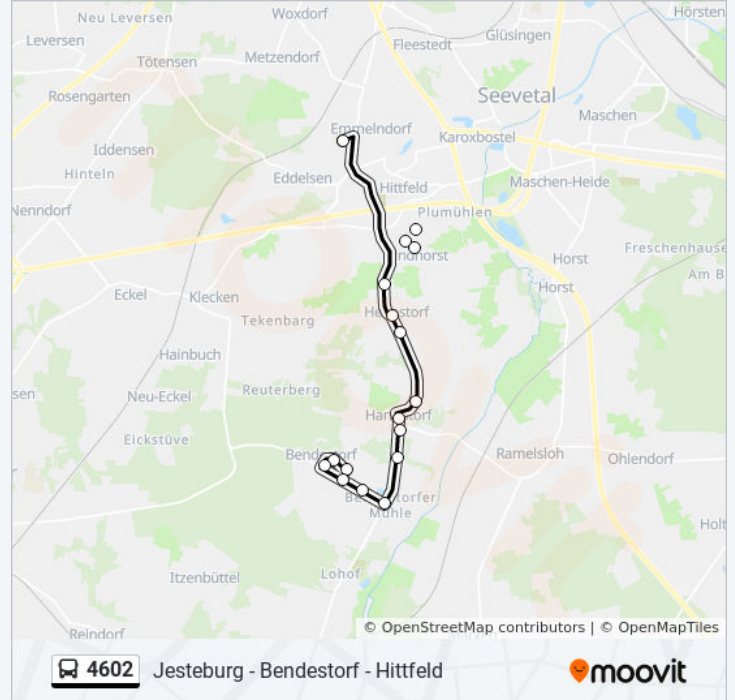 Woxdorf
Hörsten
Neu Leversen
Leversen
Glüsingen
Fleestedt
Metzendorf
Tötensen
Rosengarten
Seevetal
Maschen
Emmelndorf
Karoxbostel
Iddensen
Hinteln
Eddelsen
Hittfeld
Maschen-Heide
Nenndorf
Plumühlen
Freschenhause
ndhorst
Horst
Am B
Horst
Eckel
Klecken
Tekenbarg
Hainbuch
Reuterberg
sen
Neu-Eckel
Eickstüve
Ramelsloh
Ohlendorf
Mühle
Holt
Itzenbüttel
Lohof
Reindorf
© OpenStreetMap contributors | © OpenMapTiles
4602 Jesteburg - Bendestorf - Hittfeld
moovit